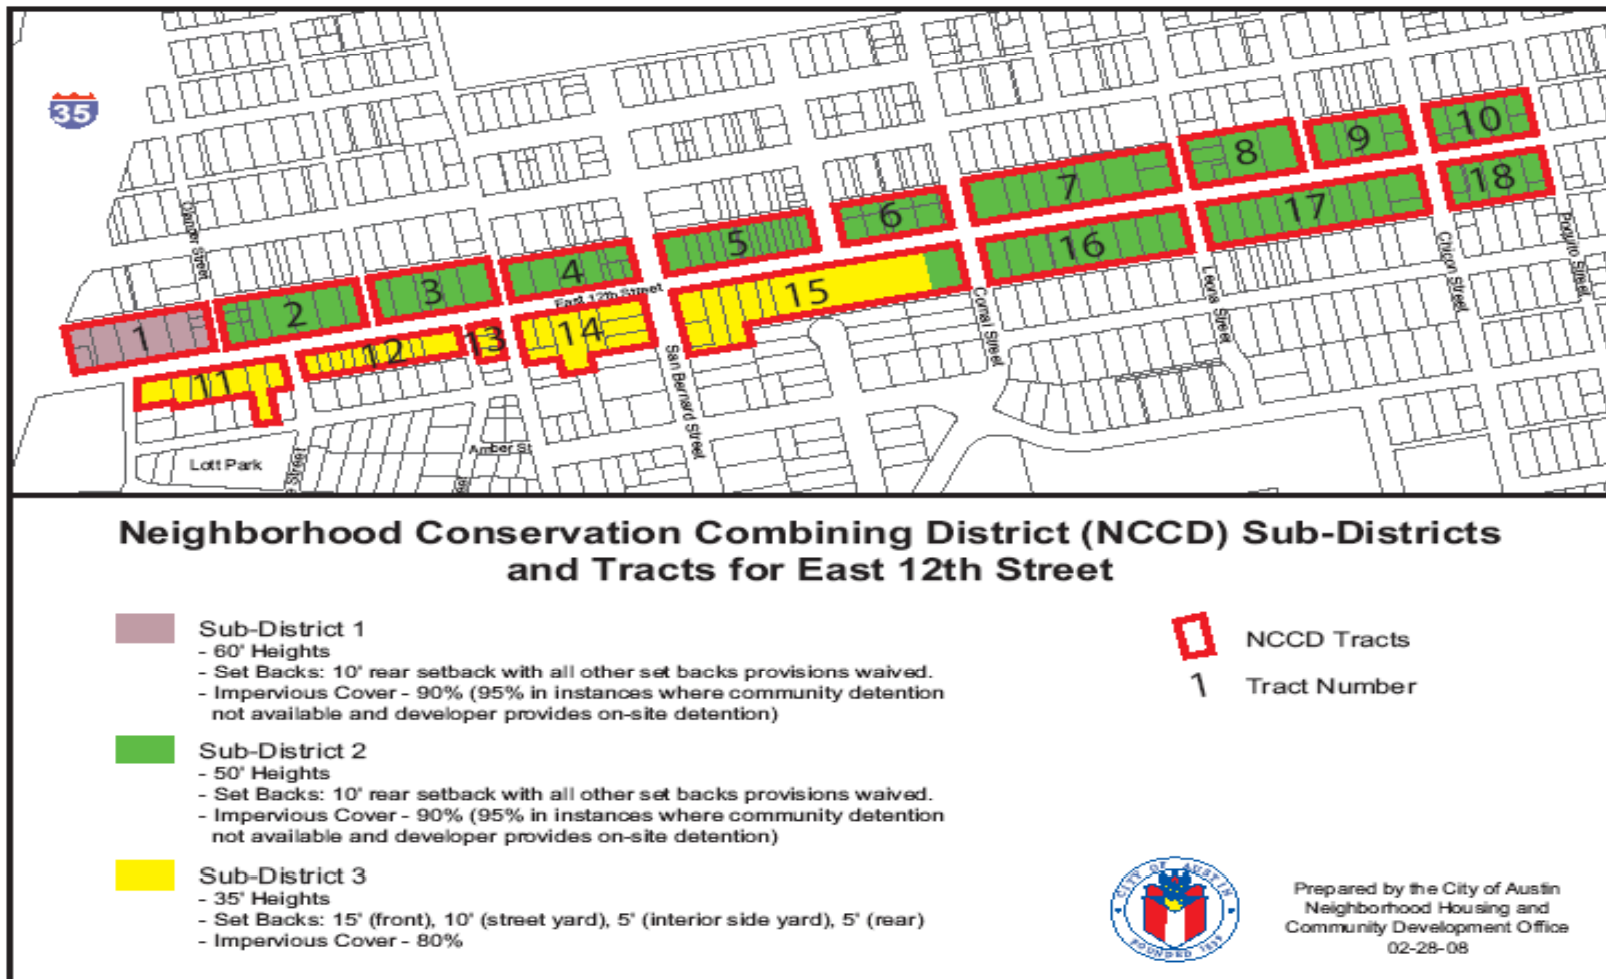 35
10
9
18
8
7
17
6
Poquito Street
5
16
Chicon Street
4
Leona Street
3
15
Comal Street
East 12th Street
2
14
1
13
12
11
San Bernard Street
Lott Park
Amber St
Street
Neighborhood Conservation Combining District (NCCD) Sub-Districts
and Tracts for East 12th Street
Sub-District 1
- 60' Heights
- Set Backs: 10' rear setback with all other set backs provisions waived.
- Impervious Cover - 90% (95% in instances where community detention
not available and developer provides on-site detention)
Sub-District 2
- 50' Heights
- Set Backs: 10' rear setback with all other set backs provisions waived.
- Impervious Cover - 90% (95% in instances where community detention
not available and developer provides on-site detention)
Sub-District 3
- 35' Heights
- Set Backs: 15' (front), 10' (street yard), 5' (interior side yard), 5' (rear)
- Impervious Cover - 80%
NCCD Tracts
1 Tract Number
CITY OF AUSTIN
FOUNDED 1839
Prepared by the City of Austin
Neighborhood Housing and
Community Development Office
02-28-08